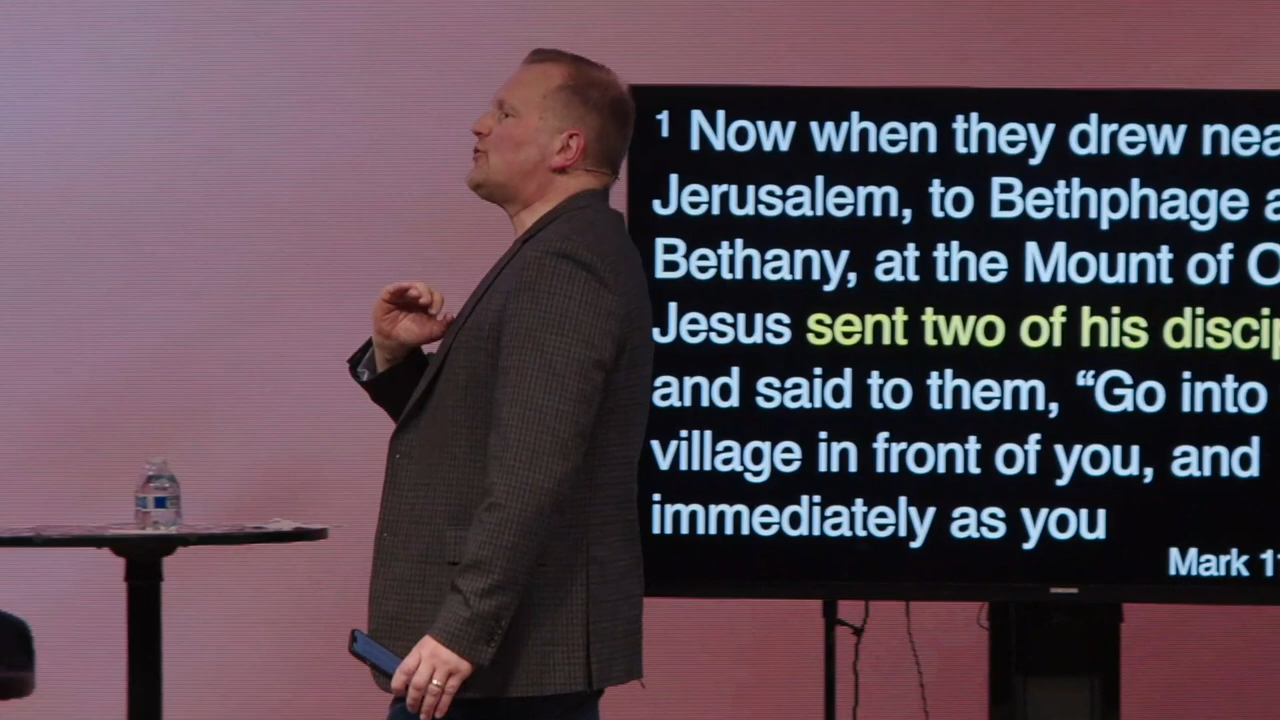 1 Now when they drew nea
Jerusalem, to Bethphage a
Bethany, at the Mount of O
Jesus sent two of his discip
and said to them, “Go into
village in front of you, and
immediately as you
Mark 11